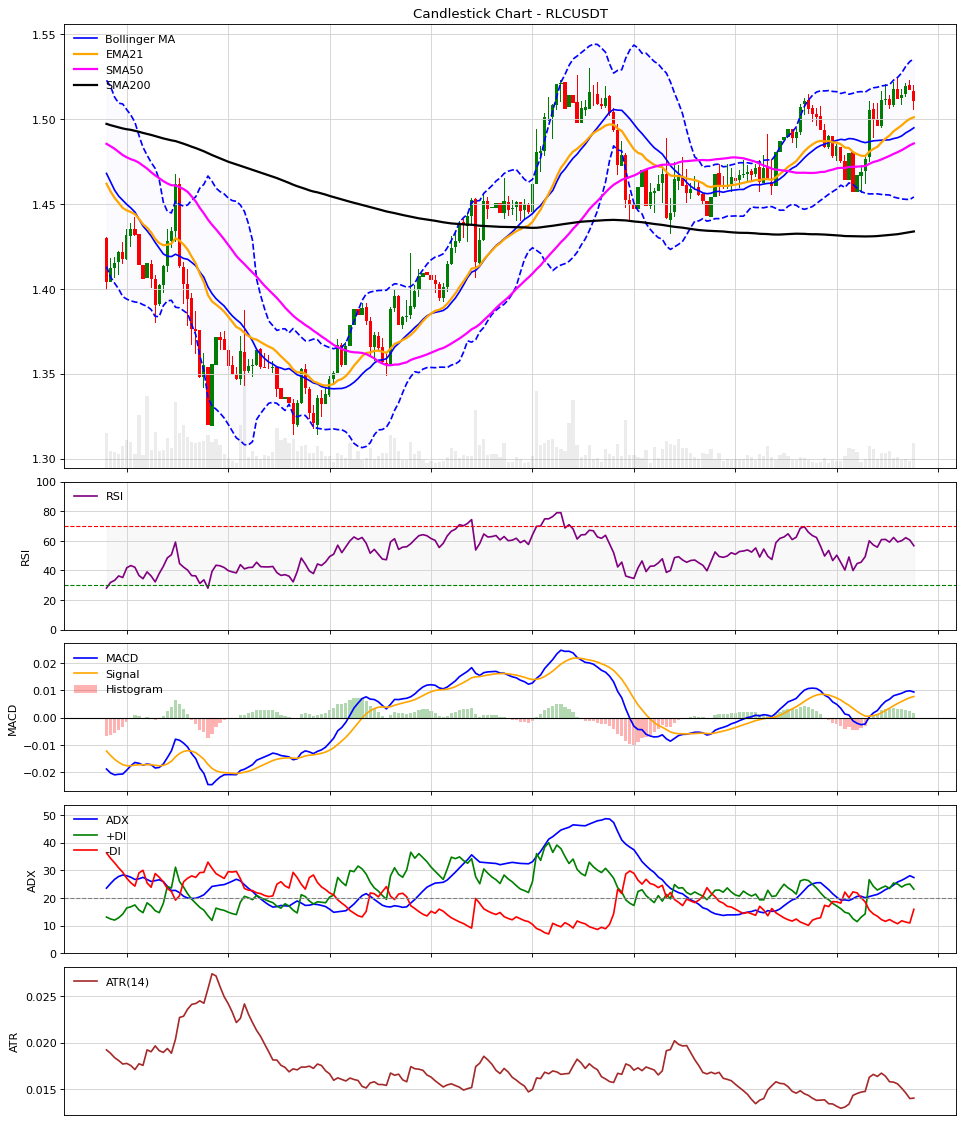 Candlestick Chart - RLCUSDT
1.55
1.50
1.45
1.40
1.35
1.30
Bollinger MA
EMA21
SMA50
SMA200
100
80
60
40
20
0
RSI
RSI
0.02
0.01
0.00
−0.01
−0.02
MACD
MACD
Signal
Histogram
50
40
30
20
10
0
ADX
ADX
+DI
-DI
0.025
0.020
0.015
ATR
ATR(14)